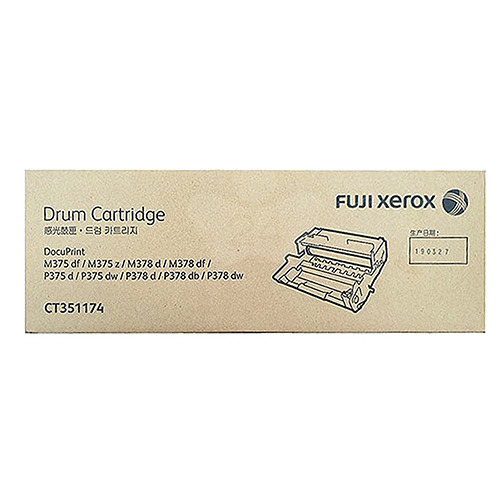 Drum Cartridge
感光鼓匣・드럼 카트리지
DocuPrint
M375 df / M375 z / M378 d / M378 df /
P375 d / P375 dw / P378 d / P378 db / P378 dw
CT351174
FUJI xerox
生产日期:
190327